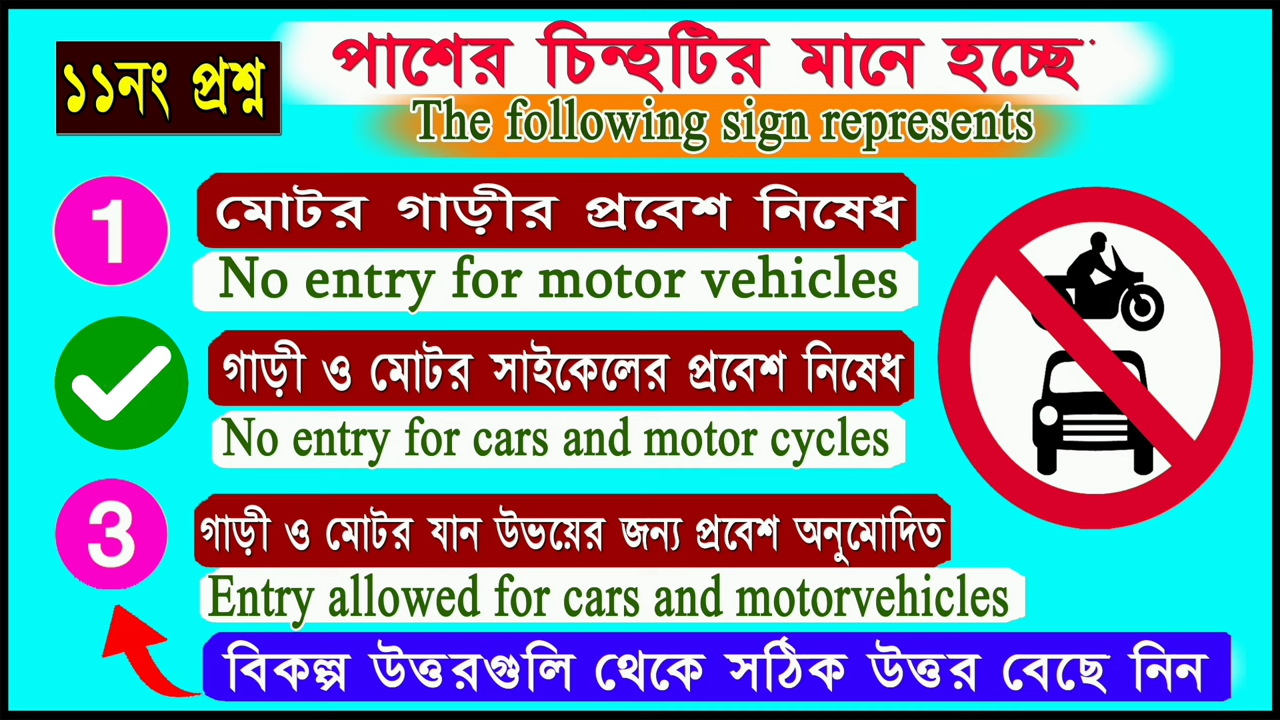 ১১নং প্রশ্ন
পাশের চিন্হটির মানে হচ্ছে
The following sign represents
1
মোটর গাড়ীর প্রবেশ নিষেধ
No entry for motor vehicles
গাড়ী ও মোটর সাইকেলের প্রবেশ নিষেধ
No entry for cars and motor cycles
3
গাড়ী ও মোটর যান উভয়ের জন্য প্রবেশ অনুমোদিত
Entry allowed for cars and motorvehicles
বিকল্প উত্তরগুলি থেকে সঠিক উত্তর বেছে নিন